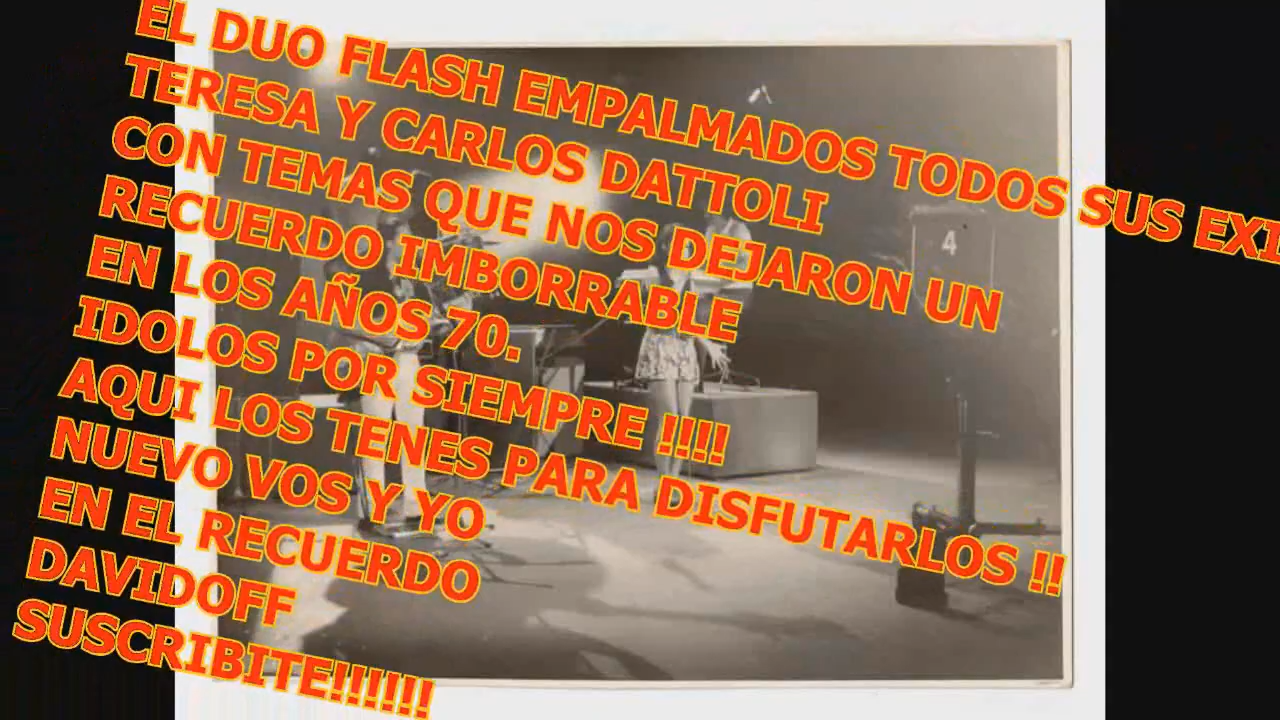 EL DUO FLASH EMPALMADOS TODOS SUS EXI
TERESA Y CARLOS DATTOLI
CON TEMAS QUE NOS DEJARON UN
RECUERDO IMBORRABLE
EN LOS AÑOS 70.
IDOLOS POR SIEMPRE !!!!
AQUI LOS TENES PARA DISFUTARLOS !!
NUEVO VOS Y YO
EN EL RECUERDO
DAVIDOFF
SUSCRIBITE!!!!!!
4